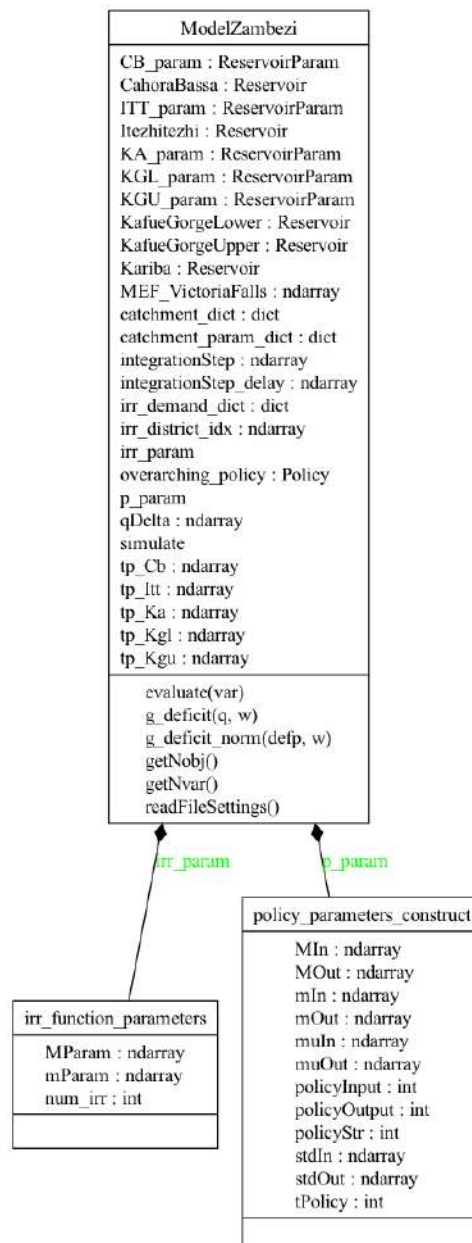 ModelZambezi
CB_param : ReservoirParam
CahoraBassa : Reservoir
ITT_param : ReservoirParam
Itezhitezhi : Reservoir
KA_param : ReservoirParam
KGL_param : ReservoirParam
KGU_param : ReservoirParam
KafueGorgeLower : Reservoir
KafueGorgeUpper : Reservoir
Kariba : Reservoir
MEF_VictoriaFalls : ndarray
catchment_dict : dict
catchment_param_dict : dict
integrationStep : ndarray
integrationStep_delay : ndarray
irr_demand_dict : dict
irr_district_idx : ndarray
irr_param
overarching_policy : Policy
p_param
qDelta : ndarray
simulate
tp_Cb : ndarray
tp_Itt : ndarray
tp_Ka : ndarray
tp_Kgl : ndarray
tp_Kgu : ndarray
evaluate(var)
g_deficit(q, w)
g_deficit_norm(defp, w)
getNobj()
getNvar()
readFileSettings()
irr_param
p_param
policy_parameters_construct
MIn : ndarray
MOut : ndarray
mIn : ndarray
mOut : ndarray
muIn : ndarray
muOut : ndarray
policyInput : int
policyOutput : int
policyStr : int
stdIn : ndarray
stdOut : ndarray
tPolicy : int
irr_function_parameters
MParam : ndarray
mParam : ndarray
num_irr : int